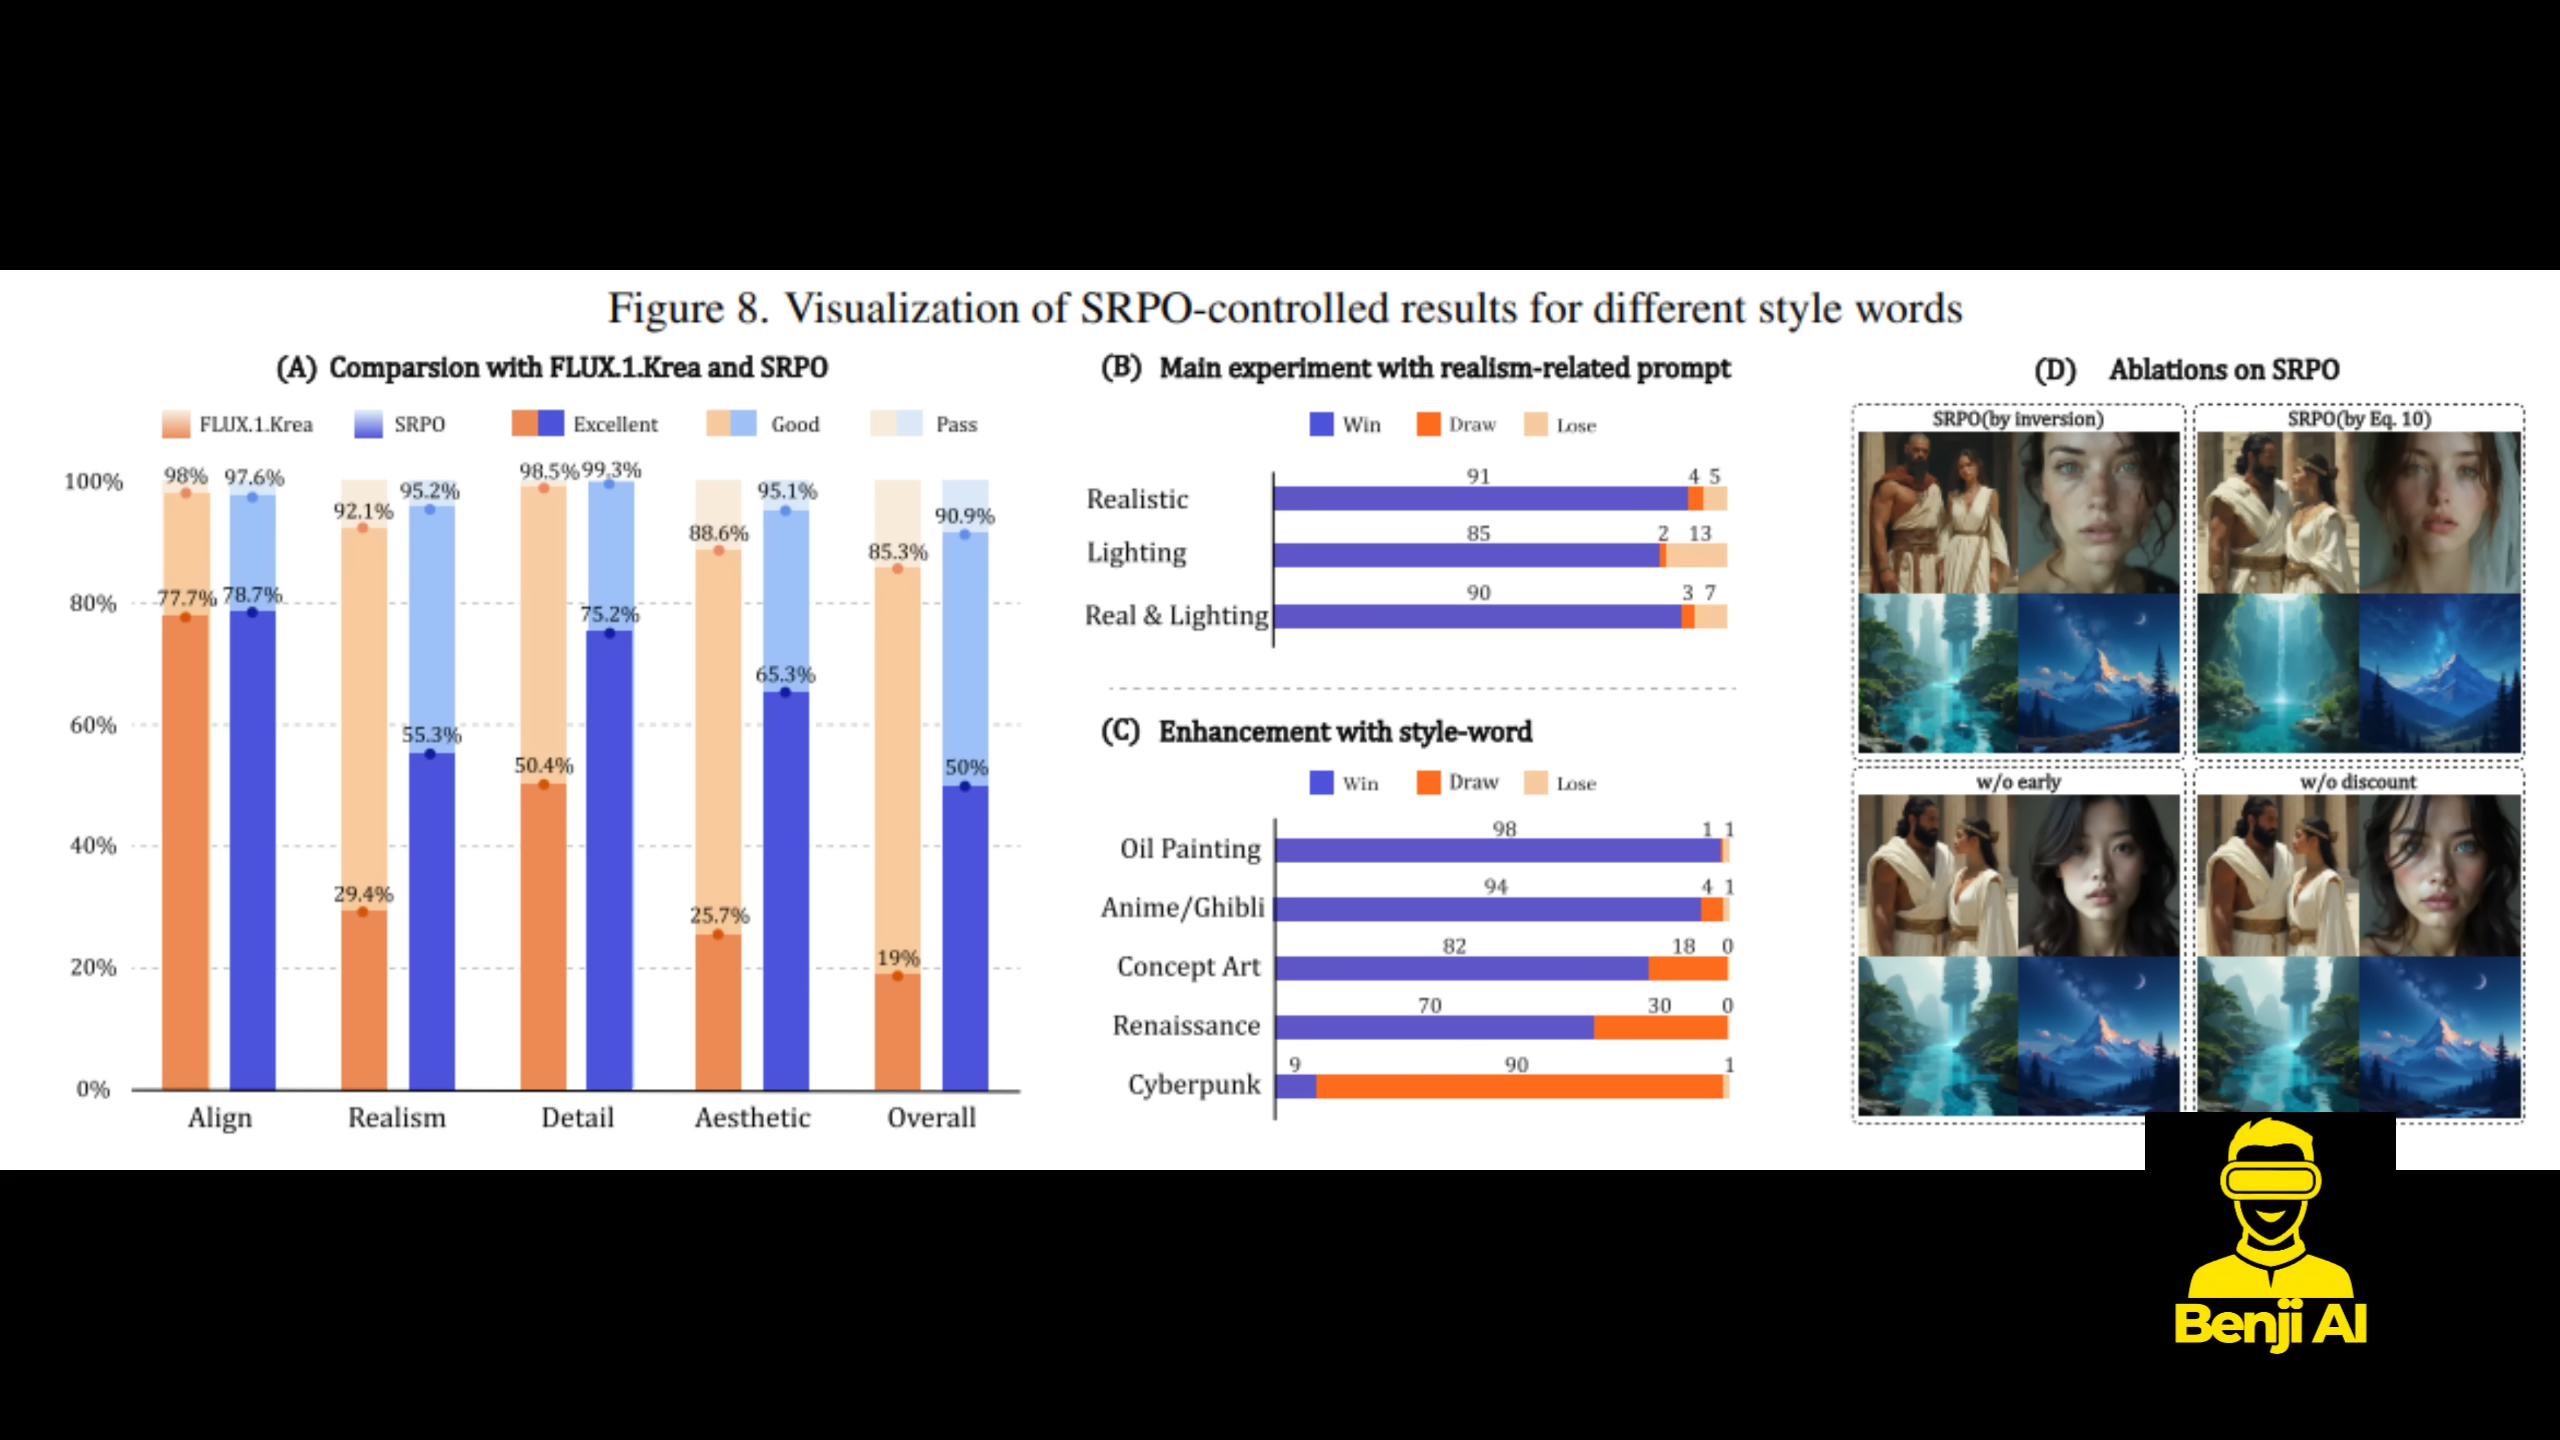 Figure 8. Visualization of SRPO-controlled results for different style words
(A) Comparsion with FLUX.1.Krea and SRPO
FLUX.1.Krea SRPO Excellent Good Pass
100%
80%
60%
40%
20%
0%
98% 97.6%
77.7% 78.7%
92.1% 95.2%
29.4% 55.3%
98.5% 99.3%
50.4% 75.2%
88.6% 95.1%
25.7% 65.3%
85.3% 90.9%
19% 50%
Align Realism Detail Aesthetic Overall
(B) Main experiment with realism-related prompt
Win Draw Lose
Realistic 91 4 5
Lighting 85 2 13
Real & Lighting 90 3 7
(C) Enhancement with style-word
Win Draw Lose
Oil Painting 98 1 1
Anime/Ghibli 94 4 1
Concept Art 82 18 0
Renaissance 70 30 0
Cyberpunk 9 90 1
(D) Ablations on SRPO
SRPO(by inversion) SRPO(by Eq. 10)
w/o early w/o discount
Benji AI